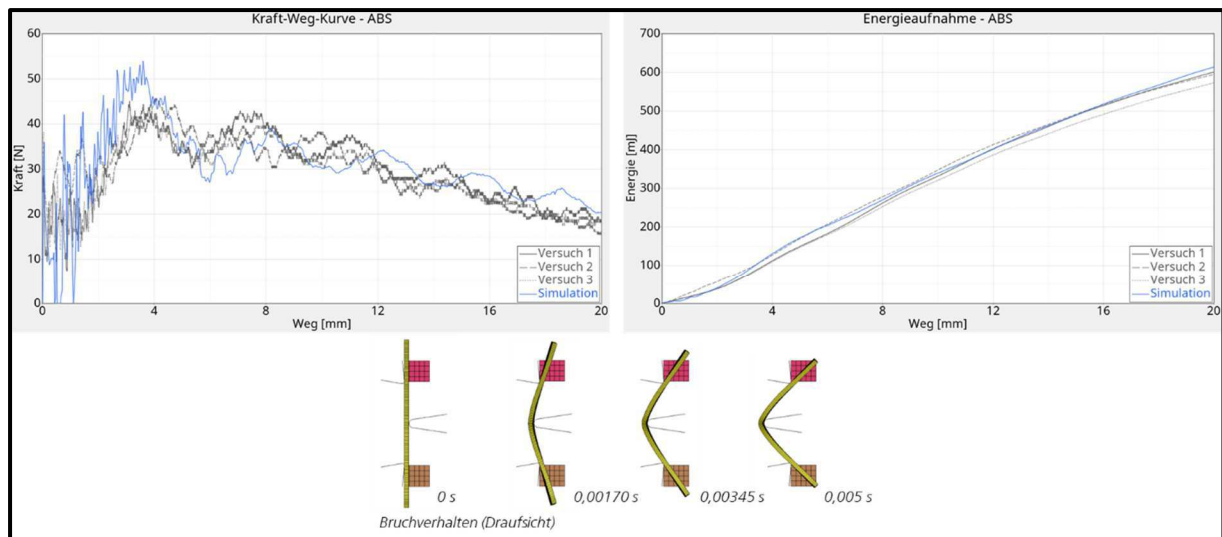 Kraft-Weg-Kurve - ABS
60
50
40
30
20
10
0
Kraft [N]
0 4 8 12 16 20
Weg [mm]
Versuch 1
Versuch 2
Versuch 3
Simulation
Energieaufnahme - ABS
700
600
500
400
300
200
100
0
Energie [mJ]
0 4 8 12 16 20
Weg [mm]
Versuch 1
Versuch 2
Versuch 3
Simulation
0 s 0,00170 s 0,00345 s 0,005 s
Bruchverhalten (Draufsicht)